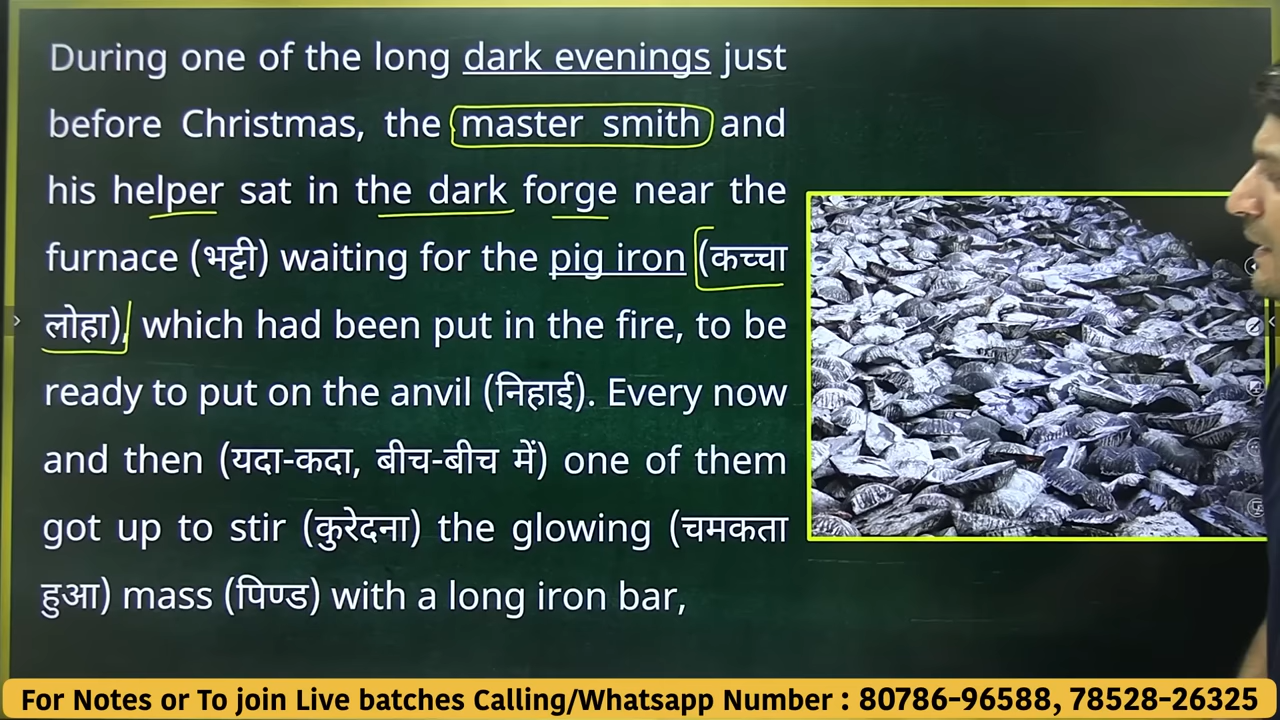 During one of the long dark evenings just
before Christmas, the master smith and
his helper sat in the dark forge near the
furnace (भट्टी) waiting for the pig iron (कच्चा
लोहा), which had been put in the fire, to be
ready to put on the anvil (निहाई). Every now
and then (यदा-कदा, बीच-बीच में) one of them
got up to stir (कुरेदना) the glowing (चमकता
हुआ) mass (पिण्ड) with a long iron bar,
For Notes or To join Live batches Calling/Whatsapp Number : 80786-96588, 78528-26325